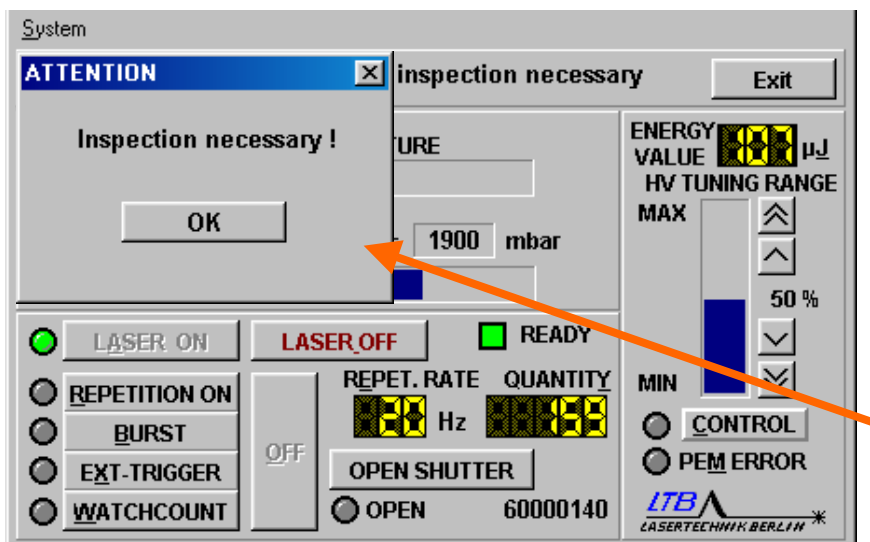 System
ATTENTION
inspection necessary
Exit
Inspection necessary !
OK
TURE
1900 mbar
ENERGY
VALUE µJ
HV TUNING RANGE
MAX
50 %
MIN
CONTROL
PEM ERROR
LTB
LASERTECHNIK BERLIN
LASER ON
LASER OFF
READY
REPETITION ON
BURST
EXT-TRIGGER
WATCHCOUNT
OFF
REPET. RATE
20 Hz
QUANTITY
OPEN SHUTTER
OPEN
60000140